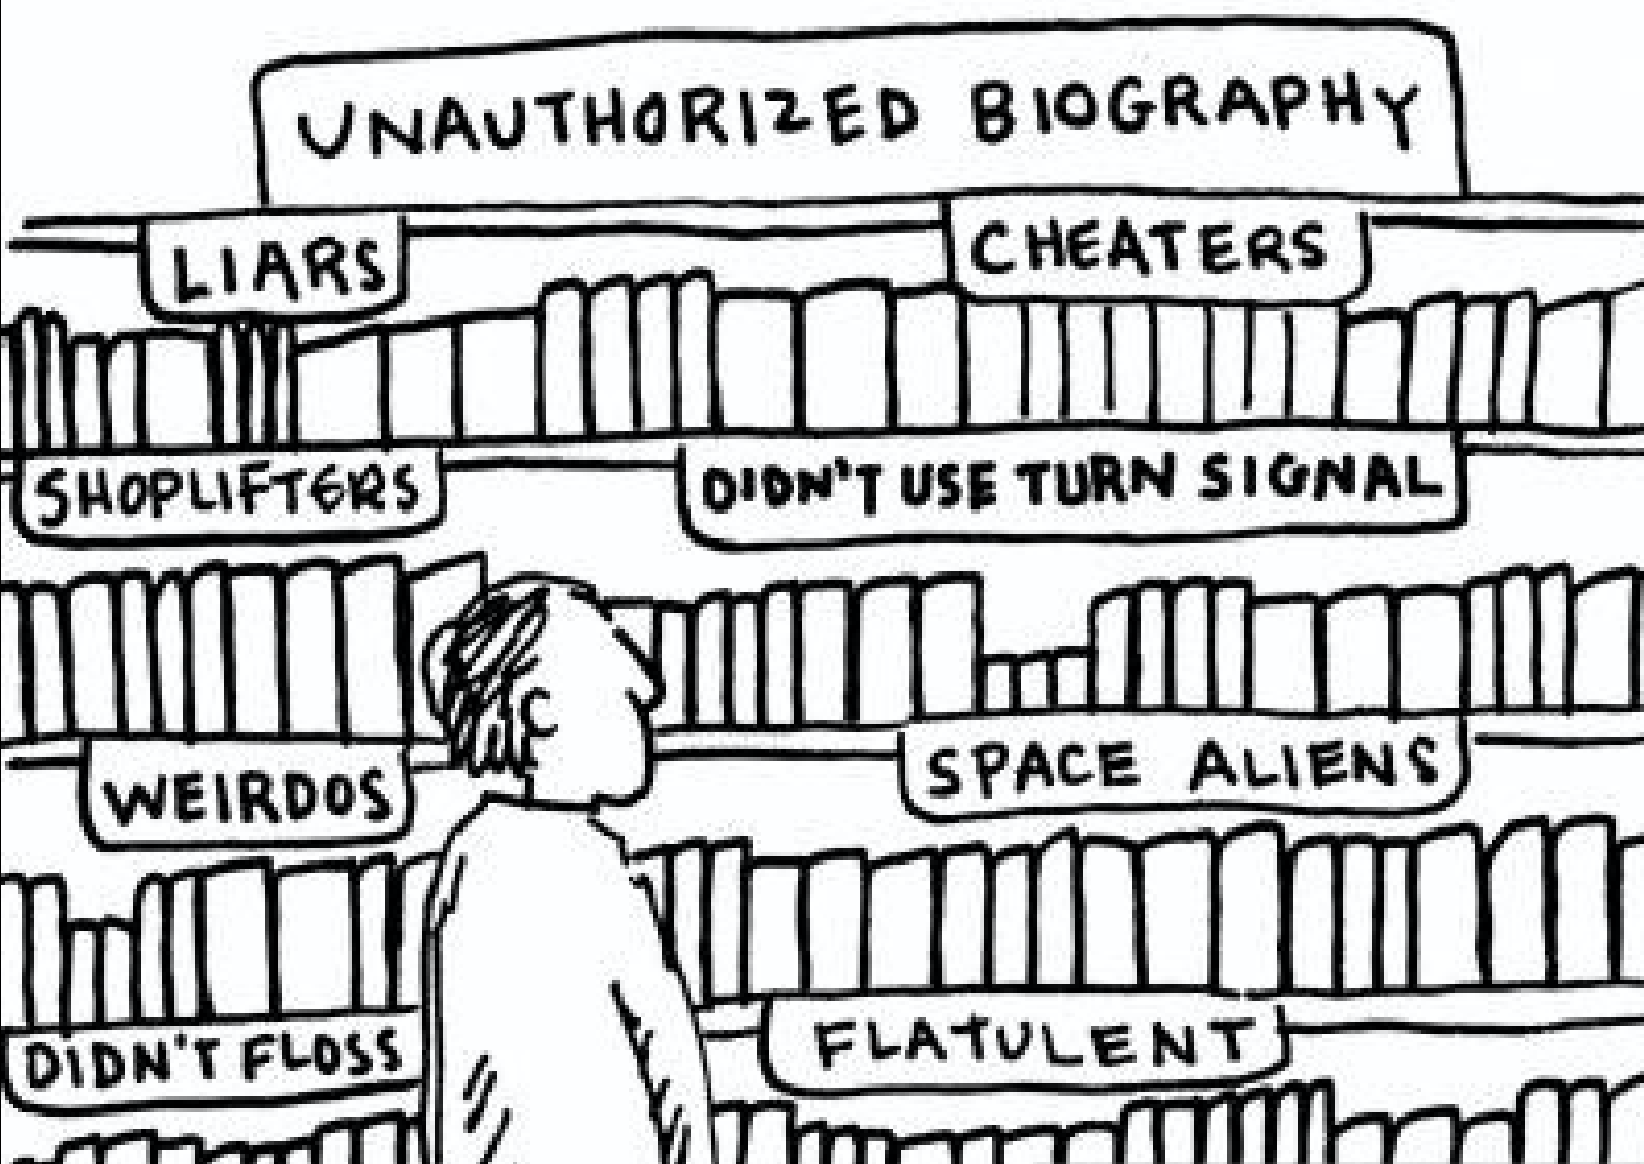 UNAUTHORIZED BIOGRAPHY
LIARS
CHEATERS
SHOPLIFTERS
DIDN'T USE TURN SIGNAL
WEIRDOS
SPACE ALIENS
DIDN'T FLOSS
FLATULENT